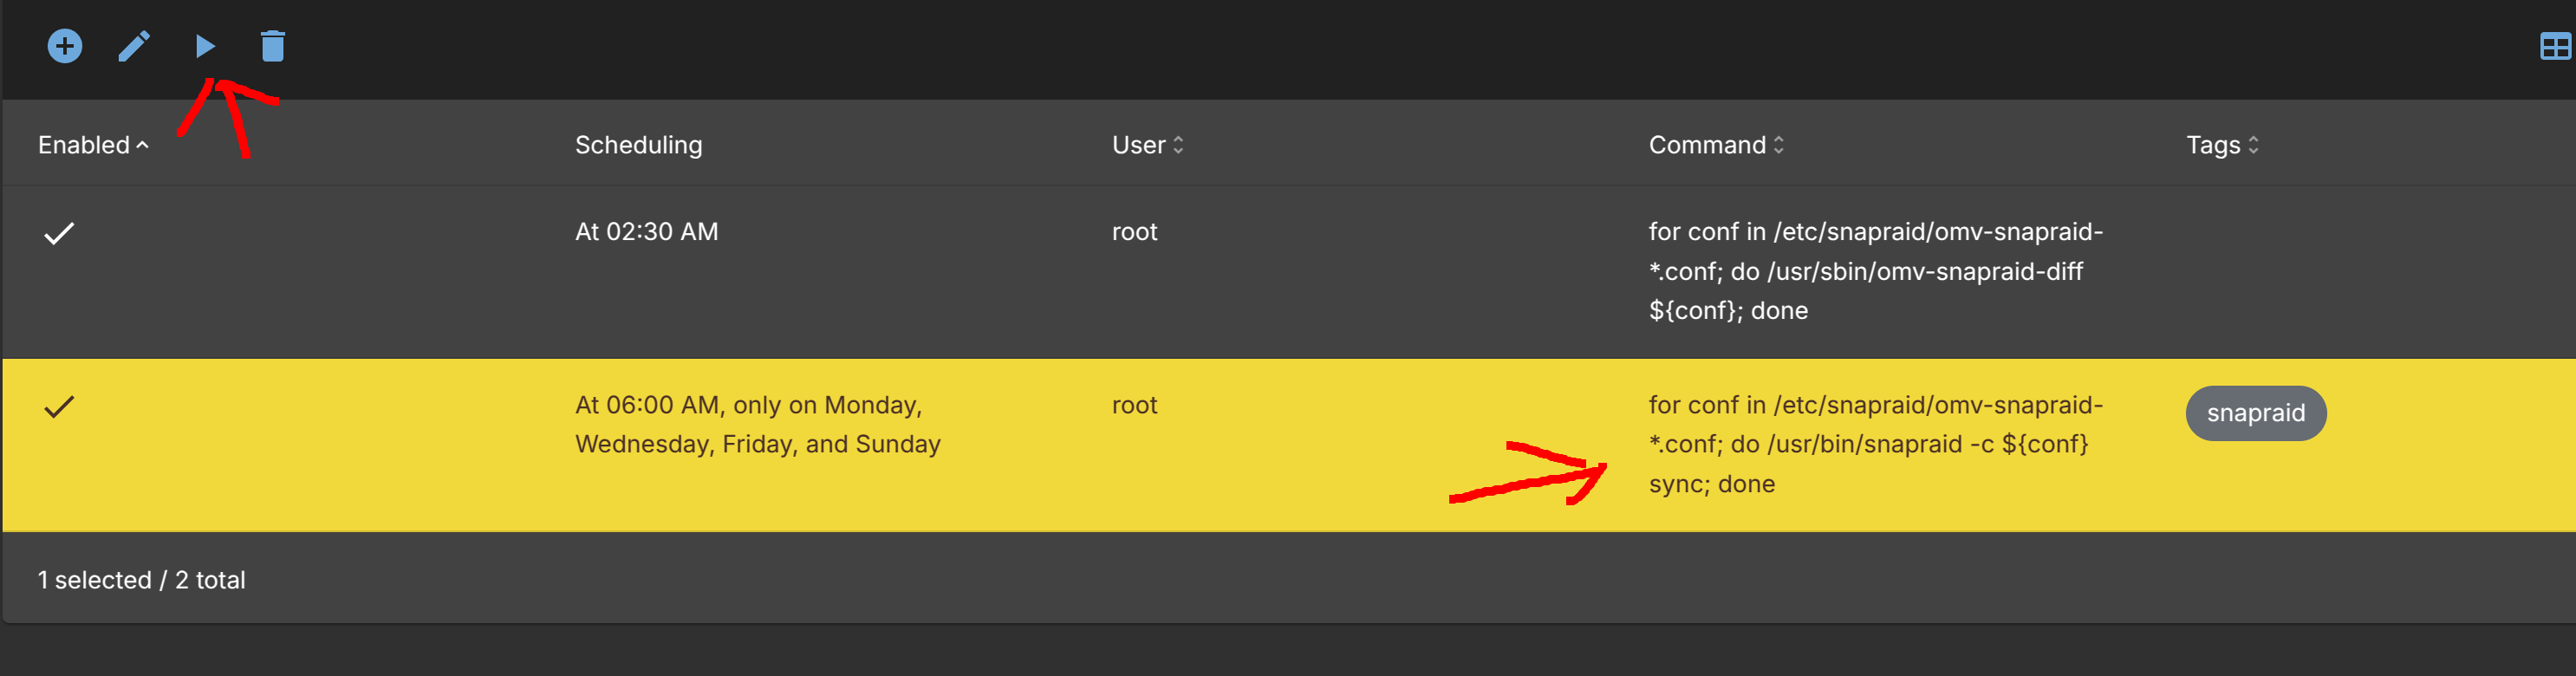 Enabled Scheduling User Command Tags
At 02:30 AM root for conf in /etc/snapraid/omv-snapraid-
*.conf; do /usr/sbin/omv-snapraid-diff
${conf}; done
At 06:00 AM, only on Monday, root for conf in /etc/snapraid/omv-snapraid- snapraid
Wednesday, Friday, and Sunday *.conf; do /usr/bin/snapraid -c ${conf}
sync; done
1 selected / 2 total